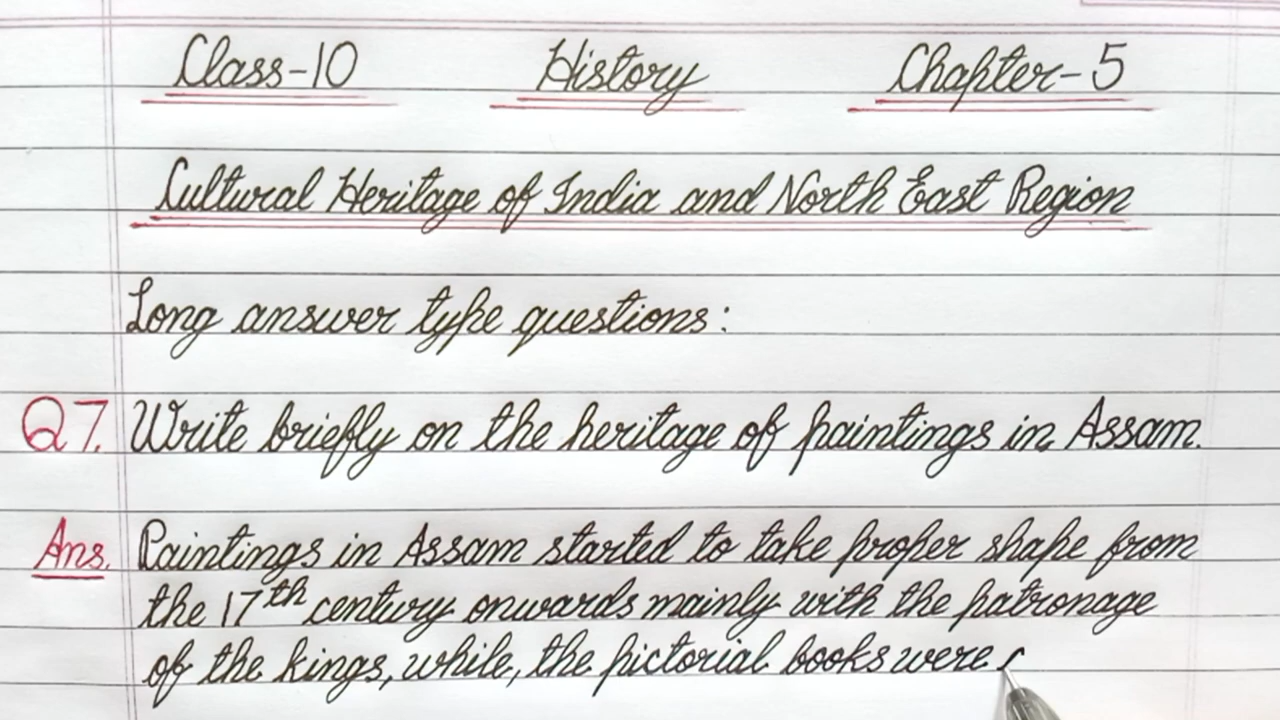 Class-10 History Chapter-5
Cultural Heritage of India and North East Region
Long answer type questions:
Q7. Write briefly on the heritage of paintings in Assam.
Ans. Paintings in Assam started to take proper shape from
the 17th century onwards mainly with the patronage
of the kings, while, the pictorial books were